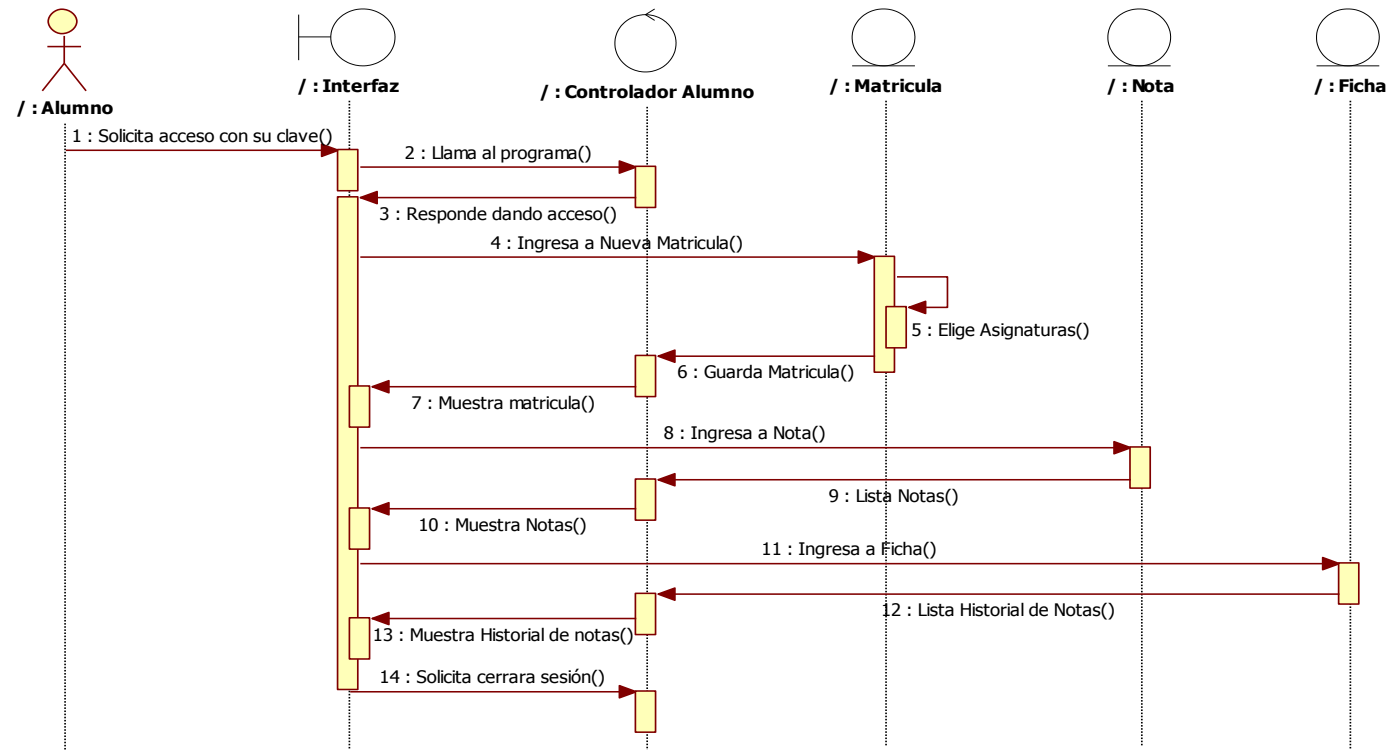 / : Alumno
/ : Interfaz
/ : Controlador Alumno
/ : Matricula
/ : Nota
/ : Ficha
1 : Solicita acceso con su clave()
2 : Llama al programa()
3 : Responde dando acceso()
4 : Ingresa a Nueva Matricula()
5 : Elige Asignaturas()
6 : Guarda Matricula()
7 : Muestra matricula()
8 : Ingresa a Nota()
9 : Lista Notas()
10 : Muestra Notas()
11 : Ingresa a Ficha()
12 : Lista Historial de Notas()
13 : Muestra Historial de notas()
14 : Solicita cerrara sesión()